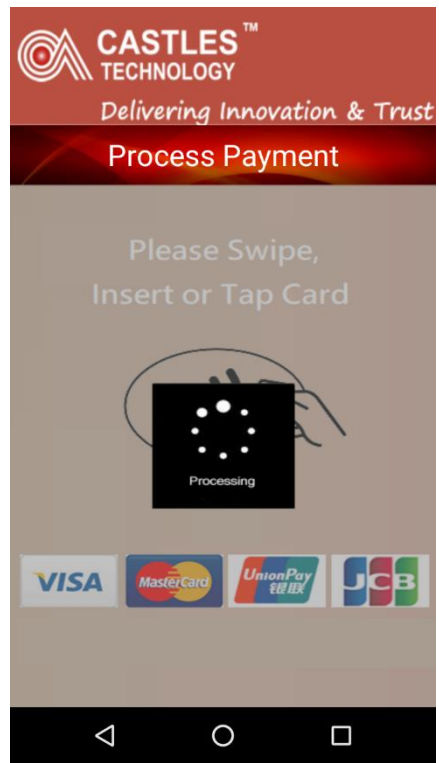 CASTLES™
TECHNOLOGY
Delivering Innovation & Trust
Process Payment
Please Swipe,
Insert or Tap Card
Processing
VISA
MasterCard
UnionPay
银联
JCB